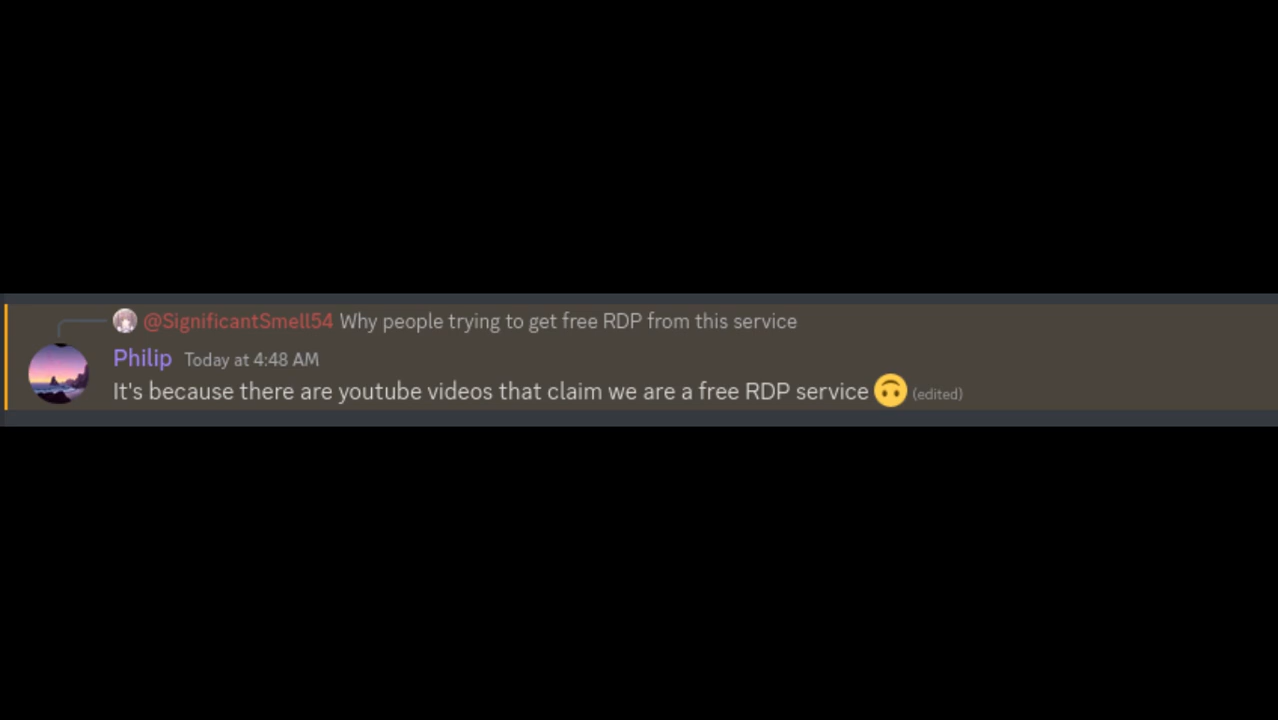 @SignificantSmell54 Why people trying to get free RDP from this service
Philip Today at 4:48 AM
It's because there are youtube videos that claim we are a free RDP service 🙃 (edited)